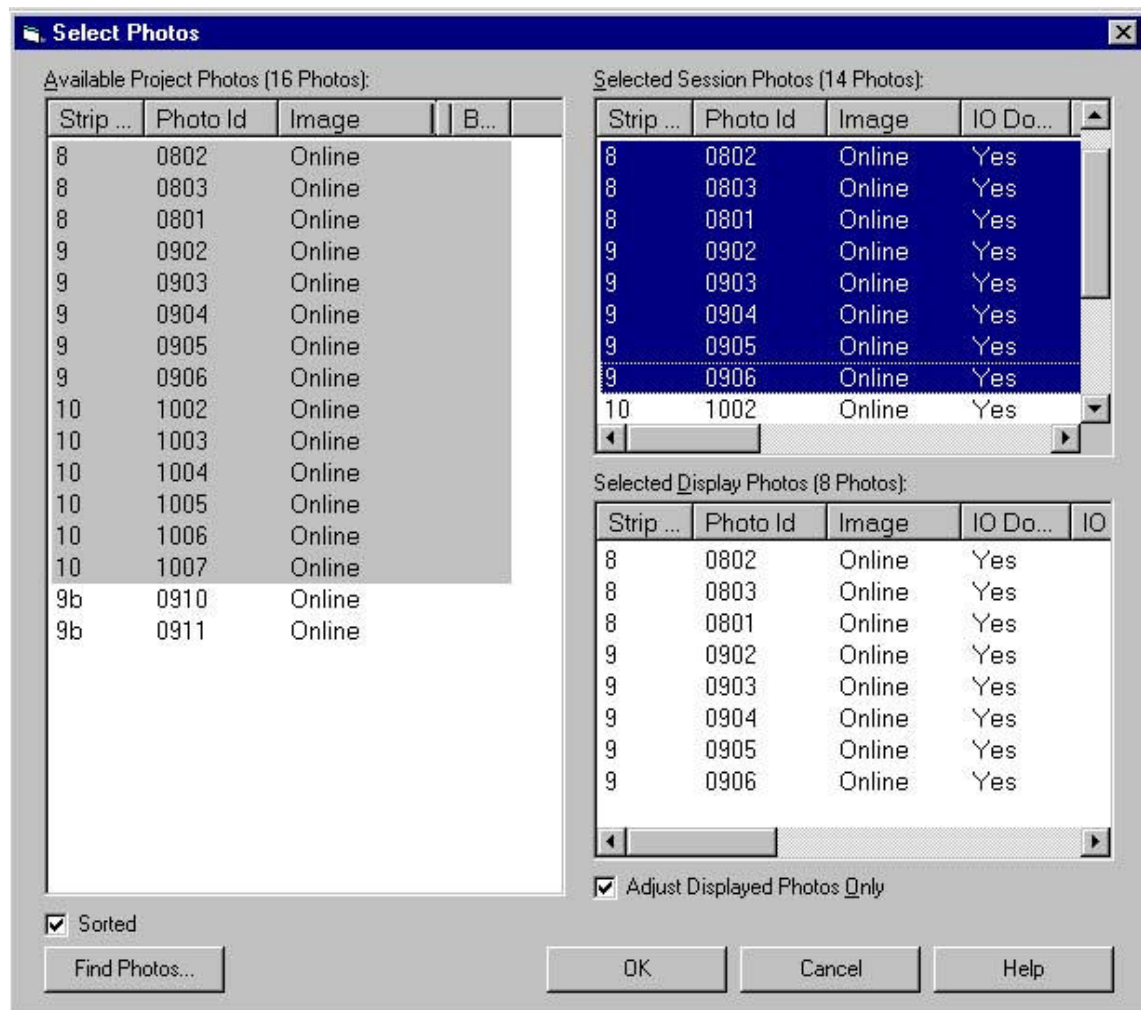 Select Photos
Available Project Photos (16 Photos):
Strip ... Photo Id Image B...
8 0802 Online
8 0803 Online
8 0801 Online
9 0902 Online
9 0903 Online
9 0904 Online
9 0905 Online
9 0906 Online
10 1002 Online
10 1003 Online
10 1004 Online
10 1005 Online
10 1006 Online
10 1007 Online
9b 0910 Online
9b 0911 Online
Sorted
Find Photos...
Selected Session Photos (14 Photos):
Strip ... Photo Id Image IO Do...
8 0802 Online Yes
8 0803 Online Yes
8 0801 Online Yes
9 0902 Online Yes
9 0903 Online Yes
9 0904 Online Yes
9 0905 Online Yes
9 0906 Online Yes
10 1002 Online Yes
Selected Display Photos (8 Photos):
Strip ... Photo Id Image IO Do... IO
8 0802 Online Yes
8 0803 Online Yes
8 0801 Online Yes
9 0902 Online Yes
9 0903 Online Yes
9 0904 Online Yes
9 0905 Online Yes
9 0906 Online Yes
Adjust Displayed Photos Only
OK Cancel Help